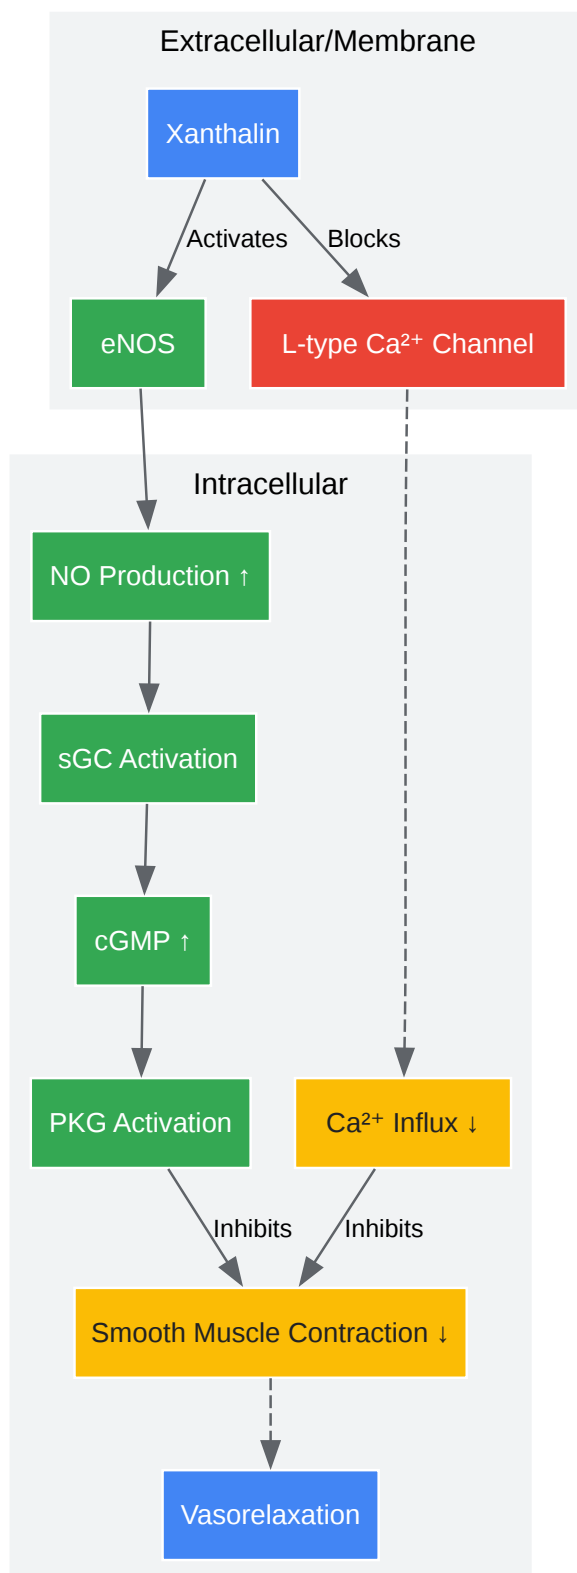 Extracellular/Membrane
Xanthalin
Activates
Blocks
eNOS
L-type Ca²⁺ Channel
Intracellular
NO Production ↑
sGC Activation
cGMP ↑
PKG Activation
Ca²⁺ Influx ↓
Inhibits
Inhibits
Smooth Muscle Contraction ↓
Vasorelaxation